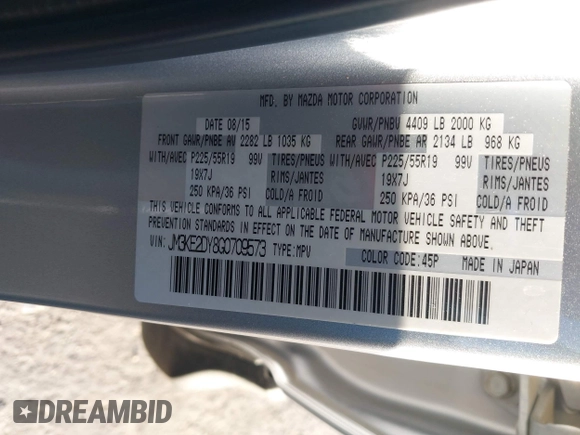 MFD. BY MAZDA MOTOR CORPORATION
DATE 08/15 GVWR/PNBV 4409 LB 2000 KG
FRONT GAWR/PNBE AV 2282 LB 1035 KG REAR GAWR/PNBE AR 2134 LB 968 KG
WITH/AVEC P225/55R19 99V TIRES/PNEUS WITH/AVEC P225/55R19 99V TIRES/PNEUS
19X7J RIMS/JANTES 19X7J RIMS/JANTES
250 KPA/36 PSI COLD/A FROID 250 KPA/36 PSI COLD/A FROID
THIS VEHICLE CONFORMS TO ALL APPLICABLE FEDERAL MOTOR VEHICLE SAFETY AND THEFT
PREVENTION STANDARDS IN EFFECT ON THE DATE OF MANUFACTURE SHOWN ABOVE.
VIN: JM3KE2DY8G0709573 TYPE:MPV
COLOR CODE:45P MADE IN JAPAN
DREAMBID